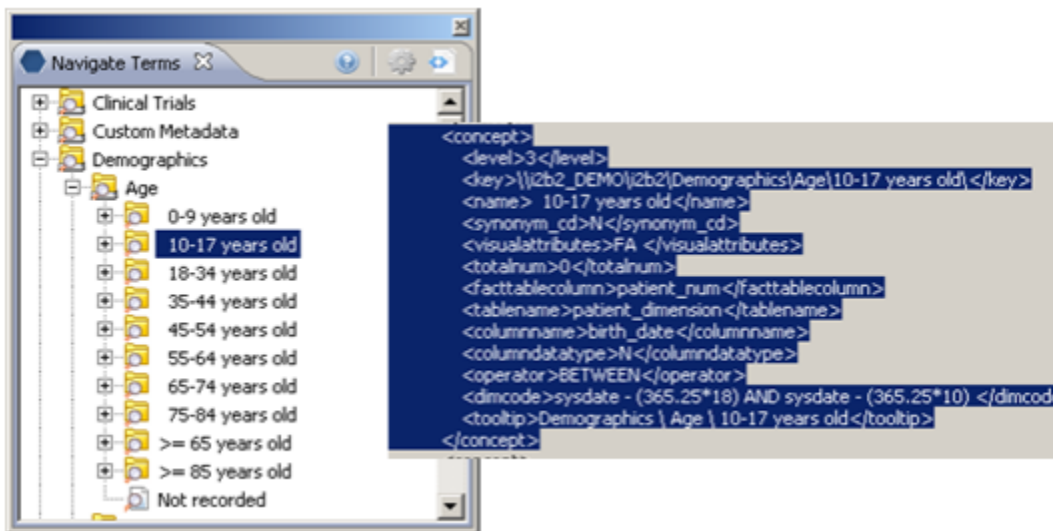 Navigate Terms
Clinical Trials
Custom Metadata
Demographics
Age
0-9 years old
10-17 years old
18-34 years old
35-44 years old
45-54 years old
55-64 years old
65-74 years old
75-84 years old
>= 65 years old
>= 85 years old
Not recorded
<concept>
<level>3</level>
<key>\\i2b2_DEMO\i2b2\Demographics\Age\10-17 years old\</key>
<name>  10-17 years old</name>
<synonym_cd>N</synonym_cd>
<visualattributes>FA </visualattributes>
<totalnum>0</totalnum>
<facttablecolumn>patient_num</facttablecolumn>
<tablename>patient_dimension</tablename>
<columnname>birth_date</columnname>
<columndatatype>N</columndatatype>
<operator>BETWEEN</operator>
<dimcode>sysdate - (365.25*18) AND sysdate - (365.25*10) </dimcod
<tooltip>Demographics \ Age \ 10-17 years old</tooltip>
</concept>